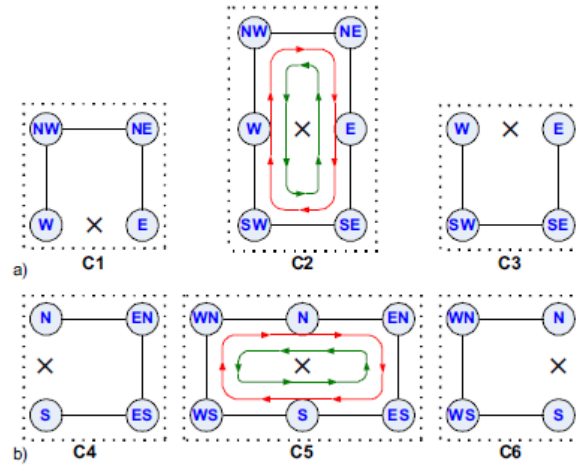 NW NE
NW NE W E W E
W E SW SE SW SE
a) C1 C2 C3
N EN WN N EN WN N
S ES WS S ES WS S
b) C4 C5 C6